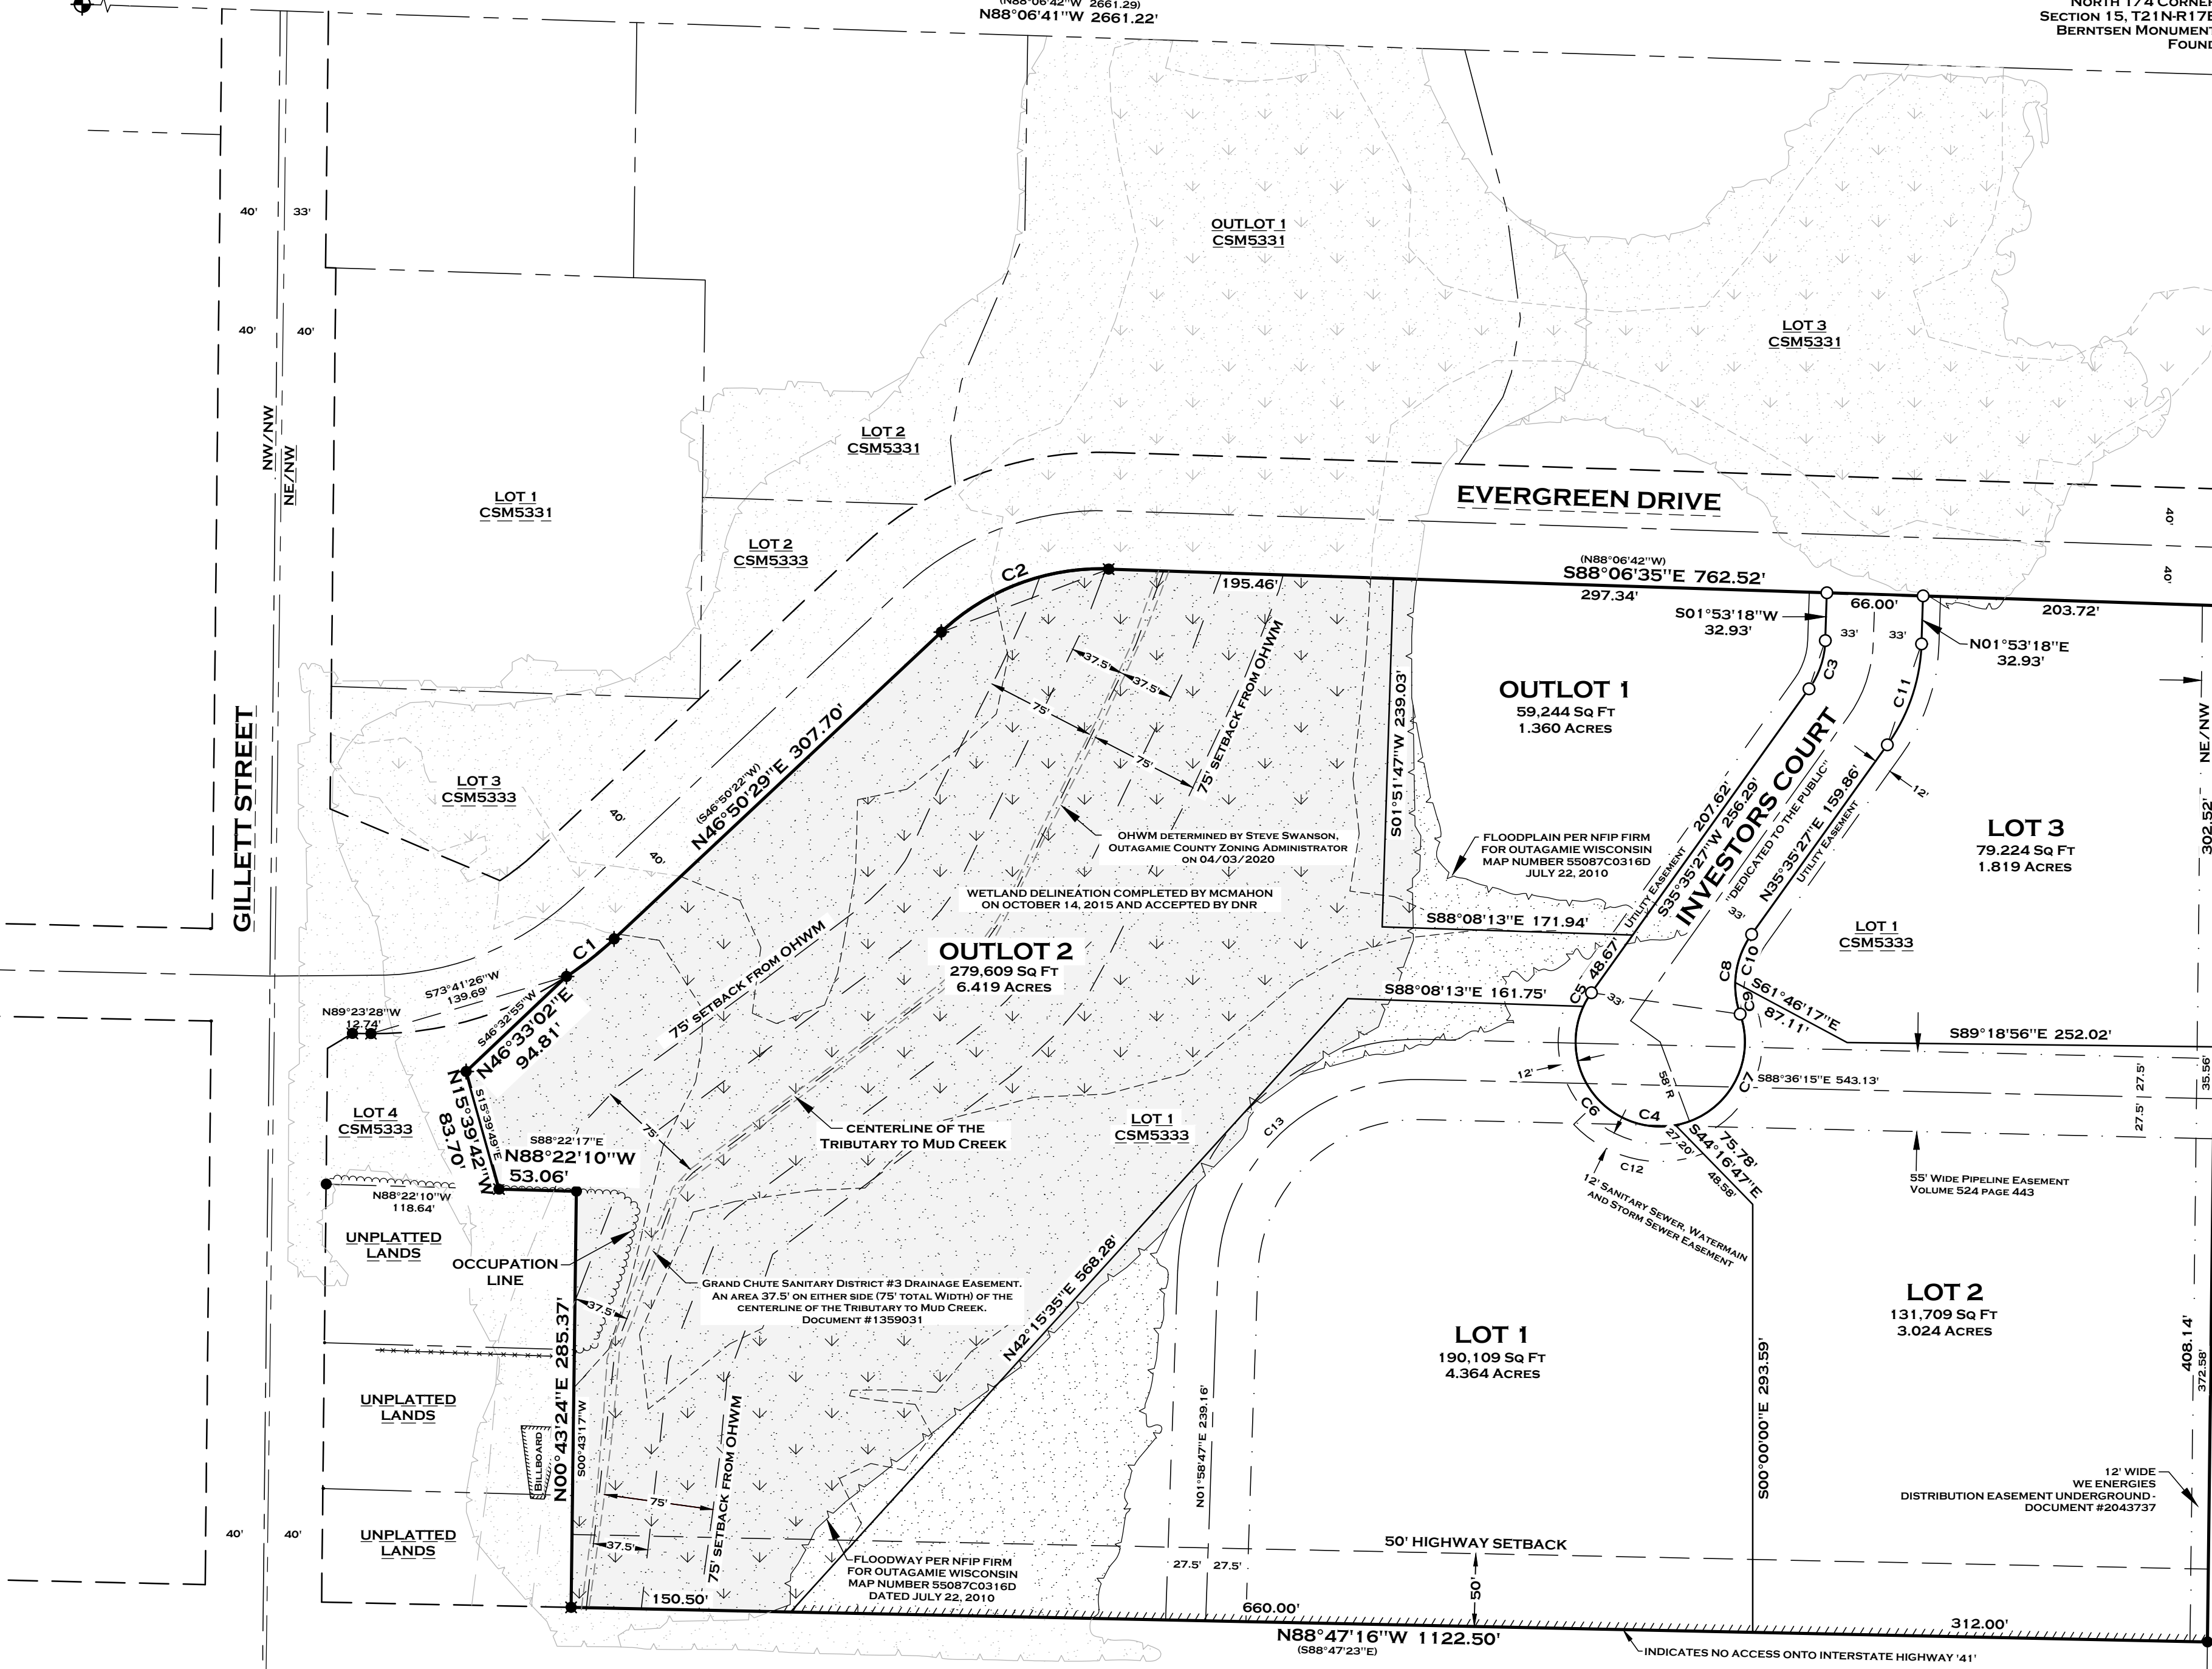 (N88°06'42"W 2661.29)
N88°06'41"W 2661.22'
NORTH 1/4 CORNER
SECTION 15, T21N-R17E
BERNTSEN MONUMENT
FOUND
40'
33'
40'
40'
NW/NW
NE/NW
GILLETT STREET
OUTLOT 1
CSM5331
LOT 3
CSM5331
LOT 2
CSM5331
LOT 1
CSM5331
LOT 2
CSM5333
LOT 3
CSM5333
EVERGREEN DRIVE
40'
40'
C2
195.46'
(N88°06'42"W)
S88°06'35"E 762.52'
297.34'
66.00'
203.72'
S01°53'18"W
32.93'
33'
33'
N01°53'18"E
32.93'
C3
C11
OUTLOT 1
59,244 SQ FT
1.360 ACRES
37.5'
37.5'
75'
75'
75' SETBACK FROM OHWM
S01°51'47"W 239.03'
(S46°50'22"W)
N46°50'29"E 307.70'
40'
40'
C1
OHWM DETERMINED BY STEVE SWANSON,
OUTAGAMIE COUNTY ZONING ADMINISTRATOR
ON 04/03/2020
WETLAND DELINEATION COMPLETED BY MCMAHON
ON OCTOBER 14, 2015 AND ACCEPTED BY DNR
FLOODPLAIN PER NFIP FIRM
FOR OUTAGAMIE WISCONSIN
MAP NUMBER 55087C0316D
JULY 22, 2010
UTILITY EASEMENT
207.62'
S35°35'27"W 256.29'
INVESTORS COURT
"DEDICATED TO THE PUBLIC"
33'
N35°35'27"E 159.86'
UTILITY EASEMENT
12'
LOT 3
79.224 SQ FT
1.819 ACRES
NE/NW
302.52'
LOT 1
CSM5333
S88°08'13"E 171.94'
OUTLOT 2
279,609 SQ FT
6.419 ACRES
75' SETBACK FROM OHWM
S88°08'13"E 161.75'
48.67'
C5
33'
C8
C10
C9
S61°46'17"E
87.11'
S89°18'56"E 252.02'
S73°41'26"W
139.69'
N89°23'28"W
12.74'
S46°32'55"W
N46°33'02"E
94.81'
LOT 4
CSM5333
N15°39'42"W
83.70'
S15°39'49"E
S88°22'17"E
N88°22'10"W
53.06'
N88°22'10"W
118.64'
75'
CENTERLINE OF THE
TRIBUTARY TO MUD CREEK
LOT 1
CSM5333
C13
12'
C6
C4
58' R
C7
S88°36'15"E 543.13'
27.5'
27.5'
35.56'
27.20'
75.78'
S44°16'47"E
48.58'
C12
12' SANITARY SEWER, WATERMAIN
AND STORM SEWER EASEMENT
55' WIDE PIPELINE EASEMENT
VOLUME 524 PAGE 443
UNPLATTED
LANDS
OCCUPATION
LINE
GRAND CHUTE SANITARY DISTRICT #3 DRAINAGE EASEMENT.
AN AREA 37.5' ON EITHER SIDE (75' TOTAL WIDTH) OF THE
CENTERLINE OF THE TRIBUTARY TO MUD CREEK.
DOCUMENT #1359031
37.5'
N42°15'35"E 568.28'
N00°43'24"E 285.37'
S00°43'17"W
BILLBOARD
UNPLATTED
LANDS
UNPLATTED
LANDS
40'
40'
75' SETBACK FROM OHWM
75'
37.5'
N01°58'47"E 239.16'
LOT 1
190,109 SQ FT
4.364 ACRES
S00°00'00"E 293.59'
LOT 2
131,709 SQ FT
3.024 ACRES
408.14'
372.58'
12' WIDE
WE ENERGIES
DISTRIBUTION EASEMENT UNDERGROUND -
DOCUMENT #2043737
FLOODWAY PER NFIP FIRM
FOR OUTAGAMIE WISCONSIN
MAP NUMBER 55087C0316D
DATED JULY 22, 2010
50' HIGHWAY SETBACK
27.5'
27.5'
50'
150.50'
660.00'
312.00'
N88°47'16"W 1122.50'
(S88°47'23"E)
INDICATES NO ACCESS ONTO INTERSTATE HIGHWAY '41'